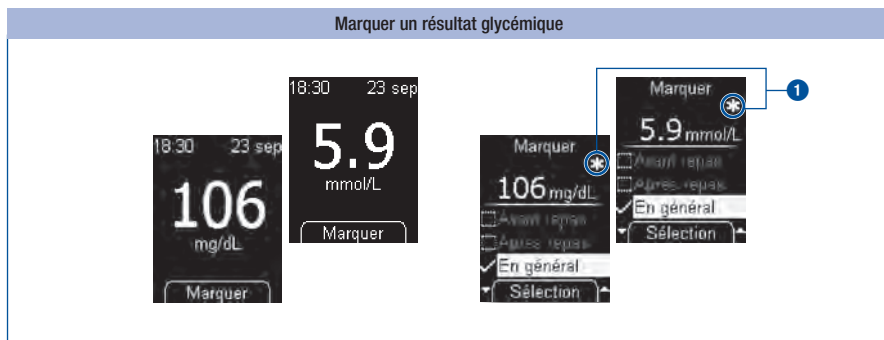 Marquer un résultat glycémique
18:30 23 sep
106
mg/dL
Marquer
18:30 23 sep
5.9
mmol/L
Marquer
Marquer
*
106 mg/dL
Avant repas
Après repas
En général
Sélection
Marquer
*
5.9 mmol/L
Avant repas
Après repas
En général
Sélection
1